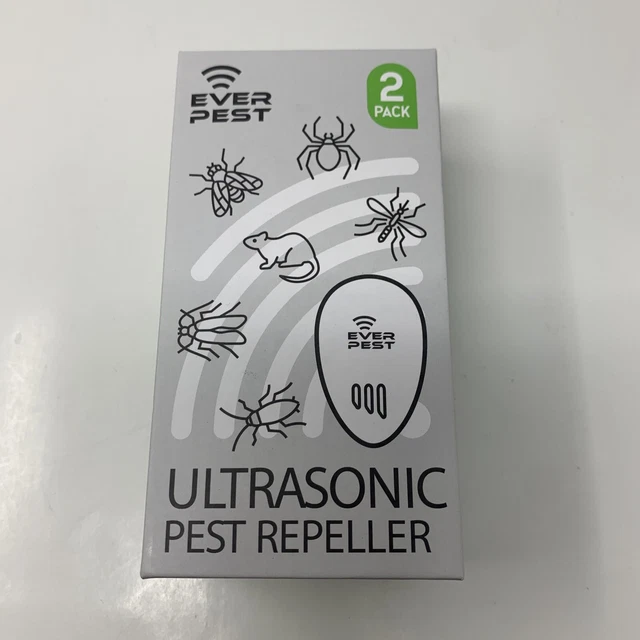 EVER
PEST
2
PACK
EVER
PEST
ULTRASONIC
PEST REPELLER